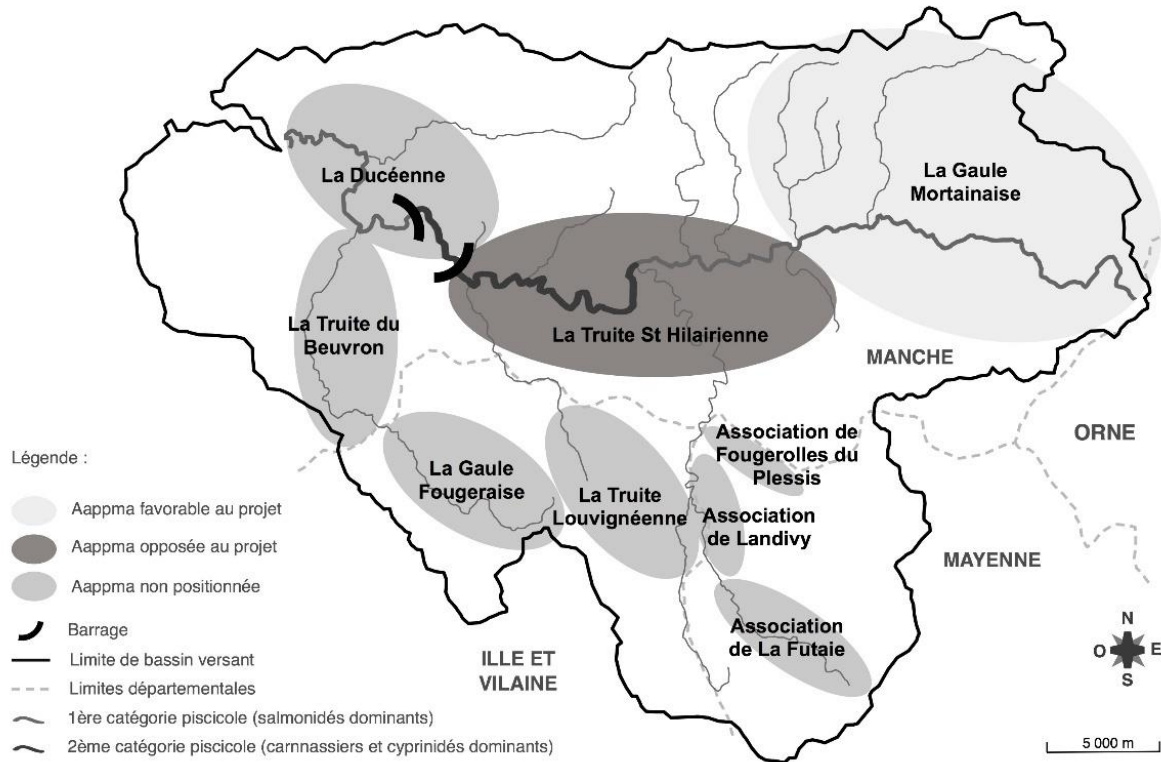 La Ducéenne
La Gaule
Mortainaise
La Truite du
Beuvron
La Truite St Hilairienne
MANCHE
ORNE
Association de
Fougerolles du
Plessis
La Gaule
Fougeraise
La Truite
Louvignéenne
Association
de Landivy
MAYENNE
Association
de La Futaie
ILLE ET
VILAINE
Légende :
Aappma favorable au projet
Aappma opposée au projet
Aappma non positionnée
Barrage
Limite de bassin versant
Limites départementales
1ère catégorie piscicole (salmonidés dominants)
2ème catégorie piscicole (carnnassiers et cyprinidés dominants)
N
O E
S
5 000 m